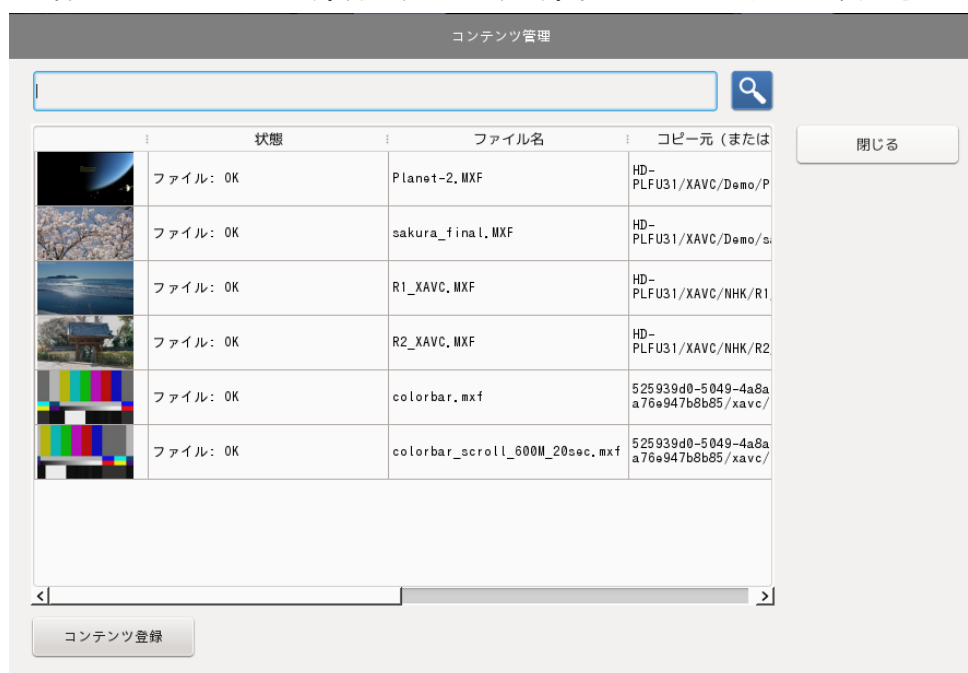 コンテンツ管理
状態 ファイル名 コピー元 (または
閉じる
ファイル: OK Planet-2.MXF HD-
PLFU31/XAVC/Demo/P
ファイル: OK sakura_final.MXF HD-
PLFU31/XAVC/Demo/s
ファイル: OK R1_XAVC.MXF HD-
PLFU31/XAVC/NHK/R1
ファイル: OK R2_XAVC.MXF HD-
PLFU31/XAVC/NHK/R2
ファイル: OK colorbar.mxf 525939d0-5049-4a8a
a76e947b8b85/xavc/
ファイル: OK colorbar_scroll_600M_20sec.mxf 525939d0-5049-4a8a
a76e947b8b85/xavc/
コンテンツ登録